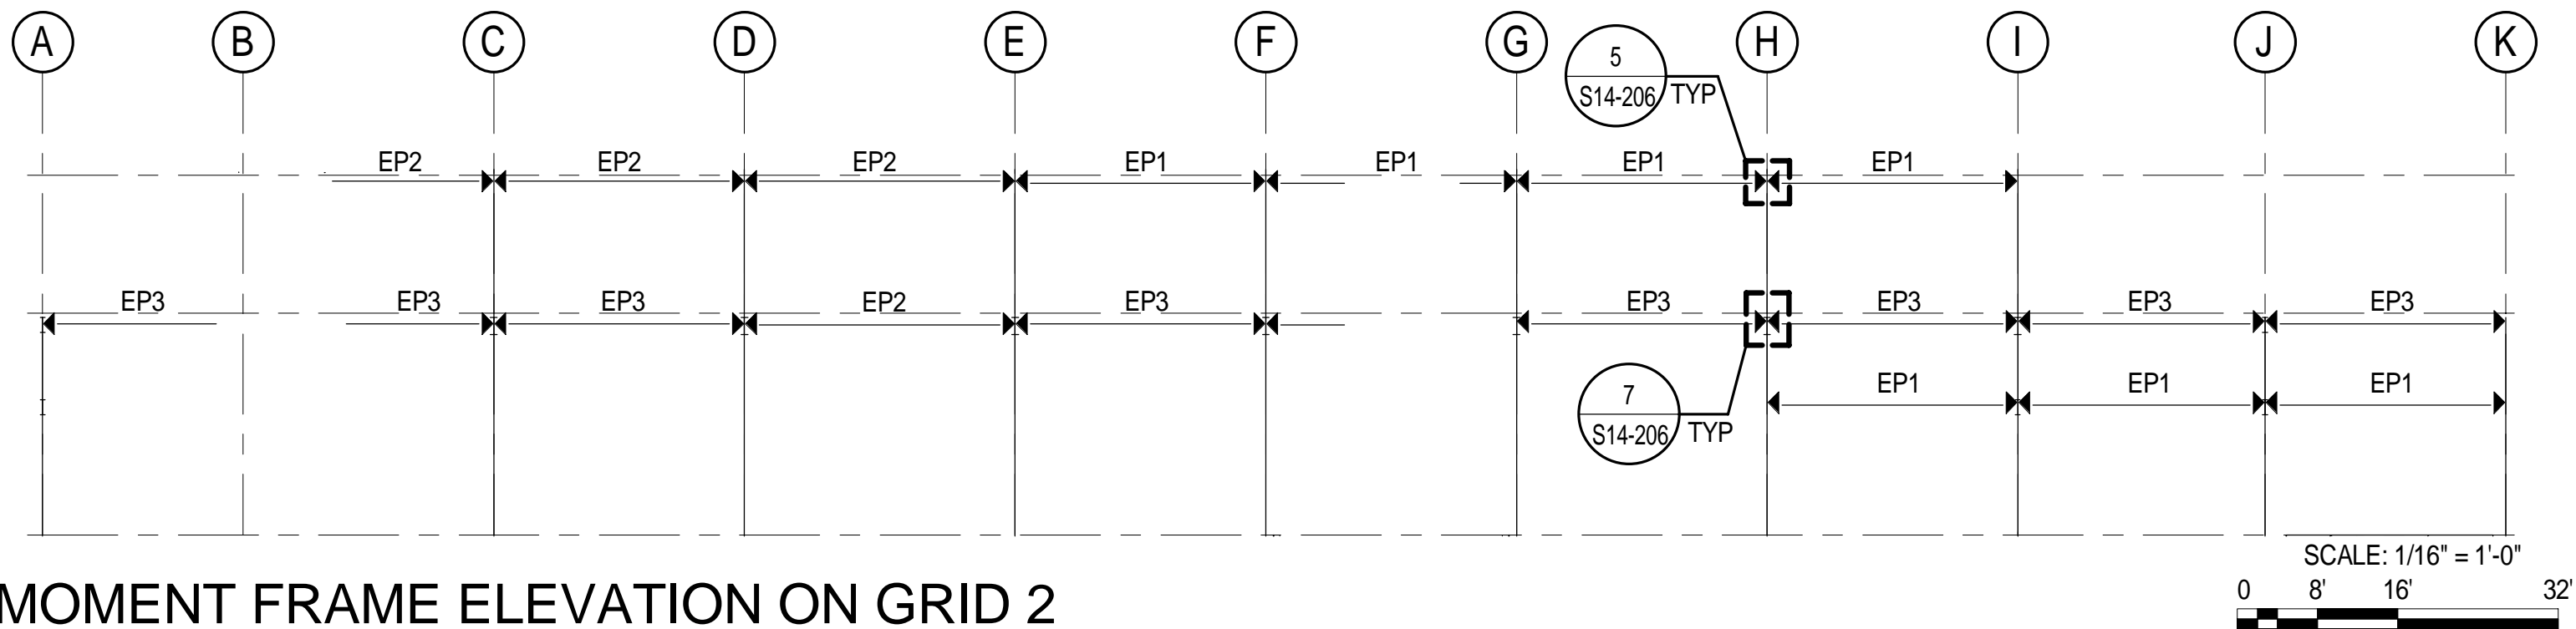 A B C D E F G H I J K
5
S14-206 TYP
EP2 EP2 EP2 EP1 EP1 EP1 EP1
EP3 EP3 EP3 EP2 EP3 EP3 EP3 EP3 EP3
EP1 EP1 EP1
7
S14-206 TYP
SCALE: 1/16" = 1'-0"
0 8' 16' 32'
MOMENT FRAME ELEVATION ON GRID 2